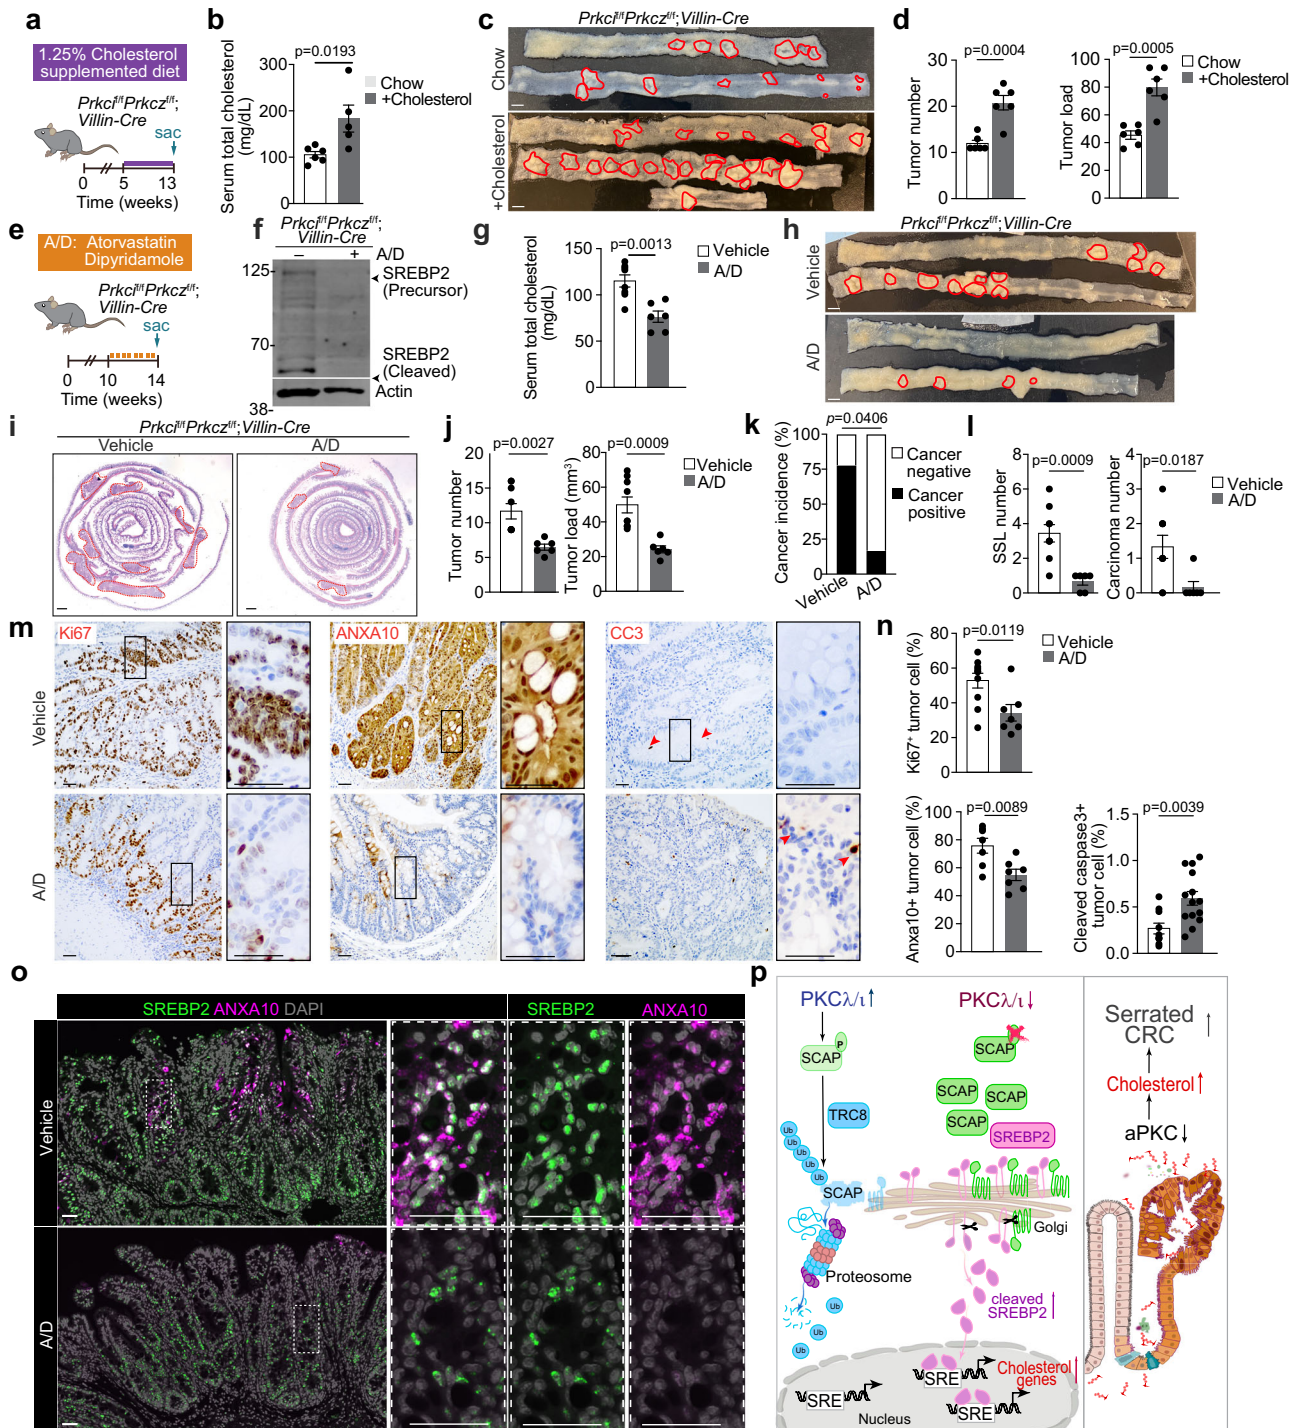 a
1.25% Cholesterol
supplemented diet
Prkci f/f Prkcz f/f;
Villin-Cre
sac
0 5 13
Time (weeks)
b
p=0.0193
300
200
100
0
Serum total cholesterol
(mg/dL)
Chow
+Cholesterol
c
Prkci f/f Prkcz f/f;Villin-Cre
Chow
+Cholesterol
d
p=0.0004
30
20
10
0
Tumor number
p=0.0005
100
80
60
40
20
0
Tumor load
Chow
+Cholesterol
e
A/D: Atorvastatin
Dipyridamole
Prkci f/f Prkcz f/f;
Villin-Cre
sac
0 10 14
Time (weeks)
f
Prkci f/f Prkcz f/f;
Villin-Cre
– + A/D
125
SREBP2
(Precursor)
70
SREBP2
(Cleaved)
Actin
38-
g
p=0.0013
150
100
50
0
Serum total cholesterol
(mg/dL)
Vehicle
A/D
h
Prkci f/f Prkcz f/f;Villin-Cre
Vehicle
A/D
i
Prkci f/f Prkcz f/f;Villin-Cre
Vehicle A/D
j
p=0.0027
20
15
10
5
0
Tumor number
p=0.0009
80
60
40
20
0
Tumor load (mm³)
Vehicle
A/D
k
p=0.0406
100
75
50
25
0
Cancer incidence (%)
Vehicle
A/D
Cancer
negative
Cancer
positive
l
p=0.0009
8
6
4
2
0
SSL number
p=0.0187
4
3
2
1
0
Carcinoma number
Vehicle
A/D
m
Ki67 ANXA10 CC3
Vehicle
A/D
n
p=0.0119
80
60
40
20
0
Ki67⁺ tumor cell (%)
Vehicle
A/D
p=0.0089
100
80
60
40
20
0
Anxa10+ tumor cell (%)
p=0.0039
1.5
1.0
0.5
0.0
Cleaved caspase3+
tumor cell (%)
o
SREBP2 ANXA10 DAPI SREBP2 ANXA10
Vehicle
A/D
p
PKCλ/ι↑ PKCλ/ι↓
P
SCAP
SCAP
TRC8
SCAP
SCAP
SCAP
SREBP2
Ub
Ub
Ub
Ub
Ub
SCAP
Golgi
Proteosome
cleaved
SREBP2
Ub
Ub
Ub
SRE
SRE
SRE
Cholesterol
genes
Nucleus
Serrated
CRC ↑
Cholesterol↑
aPKC↓